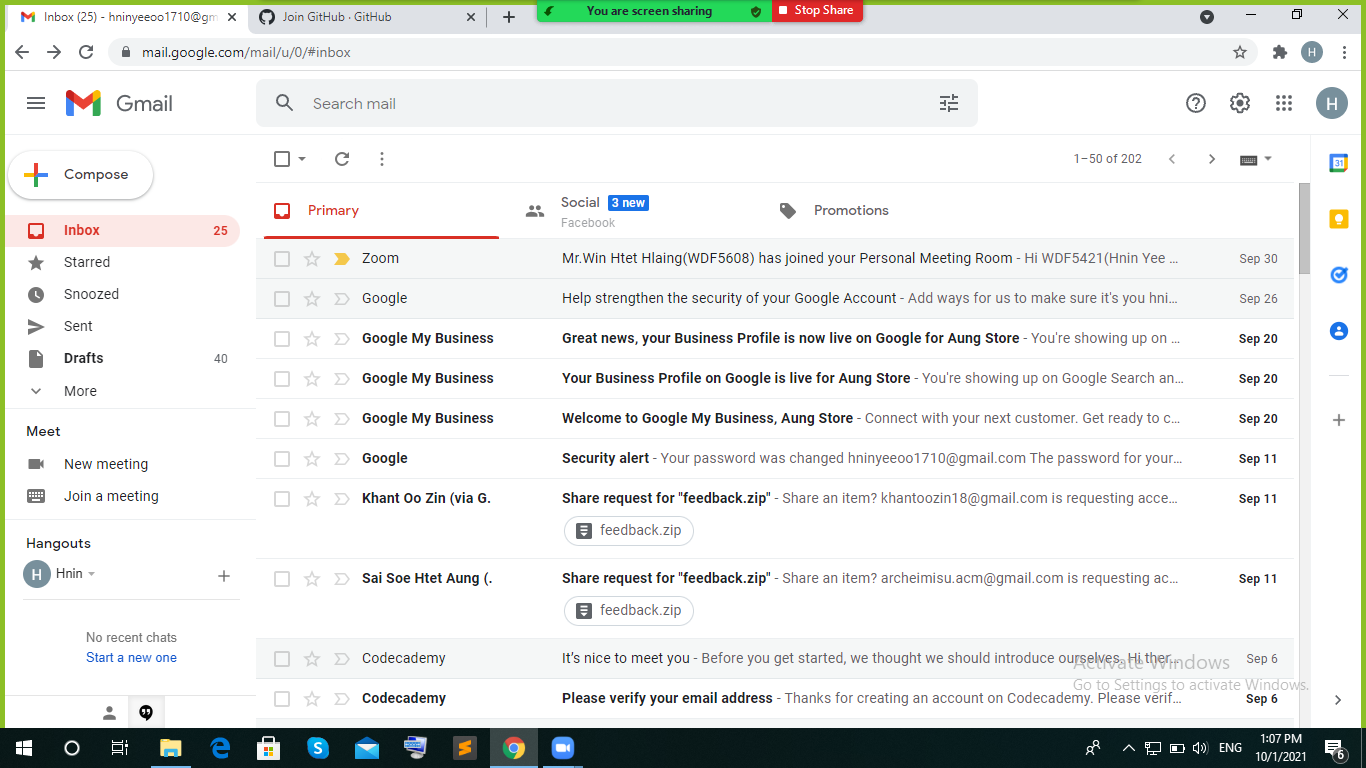 Inbox (25) - hninyeeoo1710@gm
Join GitHub · GitHub
You are screen sharing
Stop Share
mail.google.com/mail/u/0/#inbox
H
Gmail
Search mail
H
Compose
1–50 of 202
31
Inbox 25
Starred
Snoozed
Sent
Drafts 40
More
Meet
New meeting
Join a meeting
Hangouts
H Hnin
No recent chats
Start a new one
Primary
Social 3 new
Facebook
Promotions
Zoom Mr.Win Htet Hlaing(WDF5608) has joined your Personal Meeting Room - Hi WDF5421(Hnin Yee ... Sep 30
Google Help strengthen the security of your Google Account - Add ways for us to make sure it's you hni... Sep 26
Google My Business Great news, your Business Profile is now live on Google for Aung Store - You're showing up on ... Sep 20
Google My Business Your Business Profile on Google is live for Aung Store - You're showing up on Google Search an... Sep 20
Google My Business Welcome to Google My Business, Aung Store - Connect with your next customer. Get ready to c... Sep 20
Google Security alert - Your password was changed hninyeeoo1710@gmail.com The password for your... Sep 11
Khant Oo Zin (via G. Share request for "feedback.zip" - Share an item? khantoozin18@gmail.com is requesting acce... Sep 11
feedback.zip
Sai Soe Htet Aung (. Share request for "feedback.zip" - Share an item? archeimisu.acm@gmail.com is requesting ac... Sep 11
feedback.zip
Codecademy It's nice to meet you - Before you get started, we thought we should introduce ourselves. Hi ther... Sep 6
Codecademy Please verify your email address - Thanks for creating an account on Codecademy. Please verif... Sep 6
Activate Windows
Go to Settings to activate Windows.
ENG
1:07 PM
10/1/2021
6